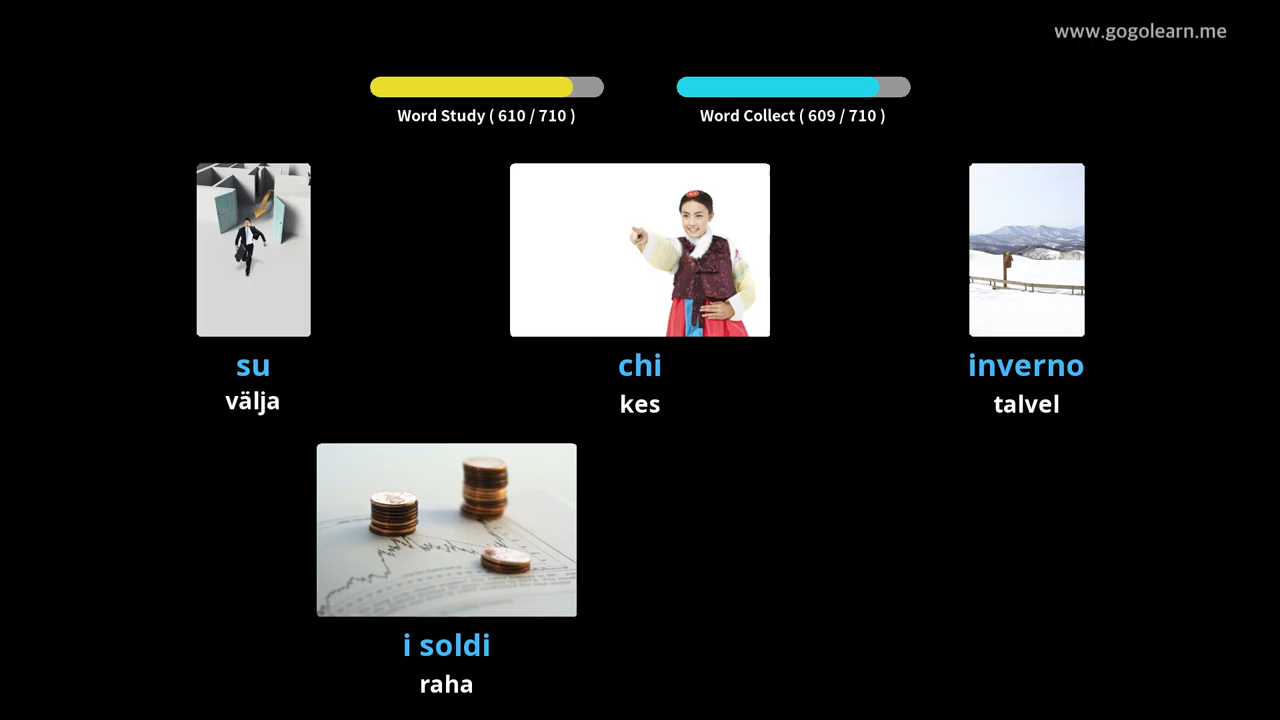 www.gogolearn.me
Word Study ( 610 / 710 )
Word Collect ( 609 / 710 )
su
välja
chi
kes
inverno
talvel
i soldi
raha